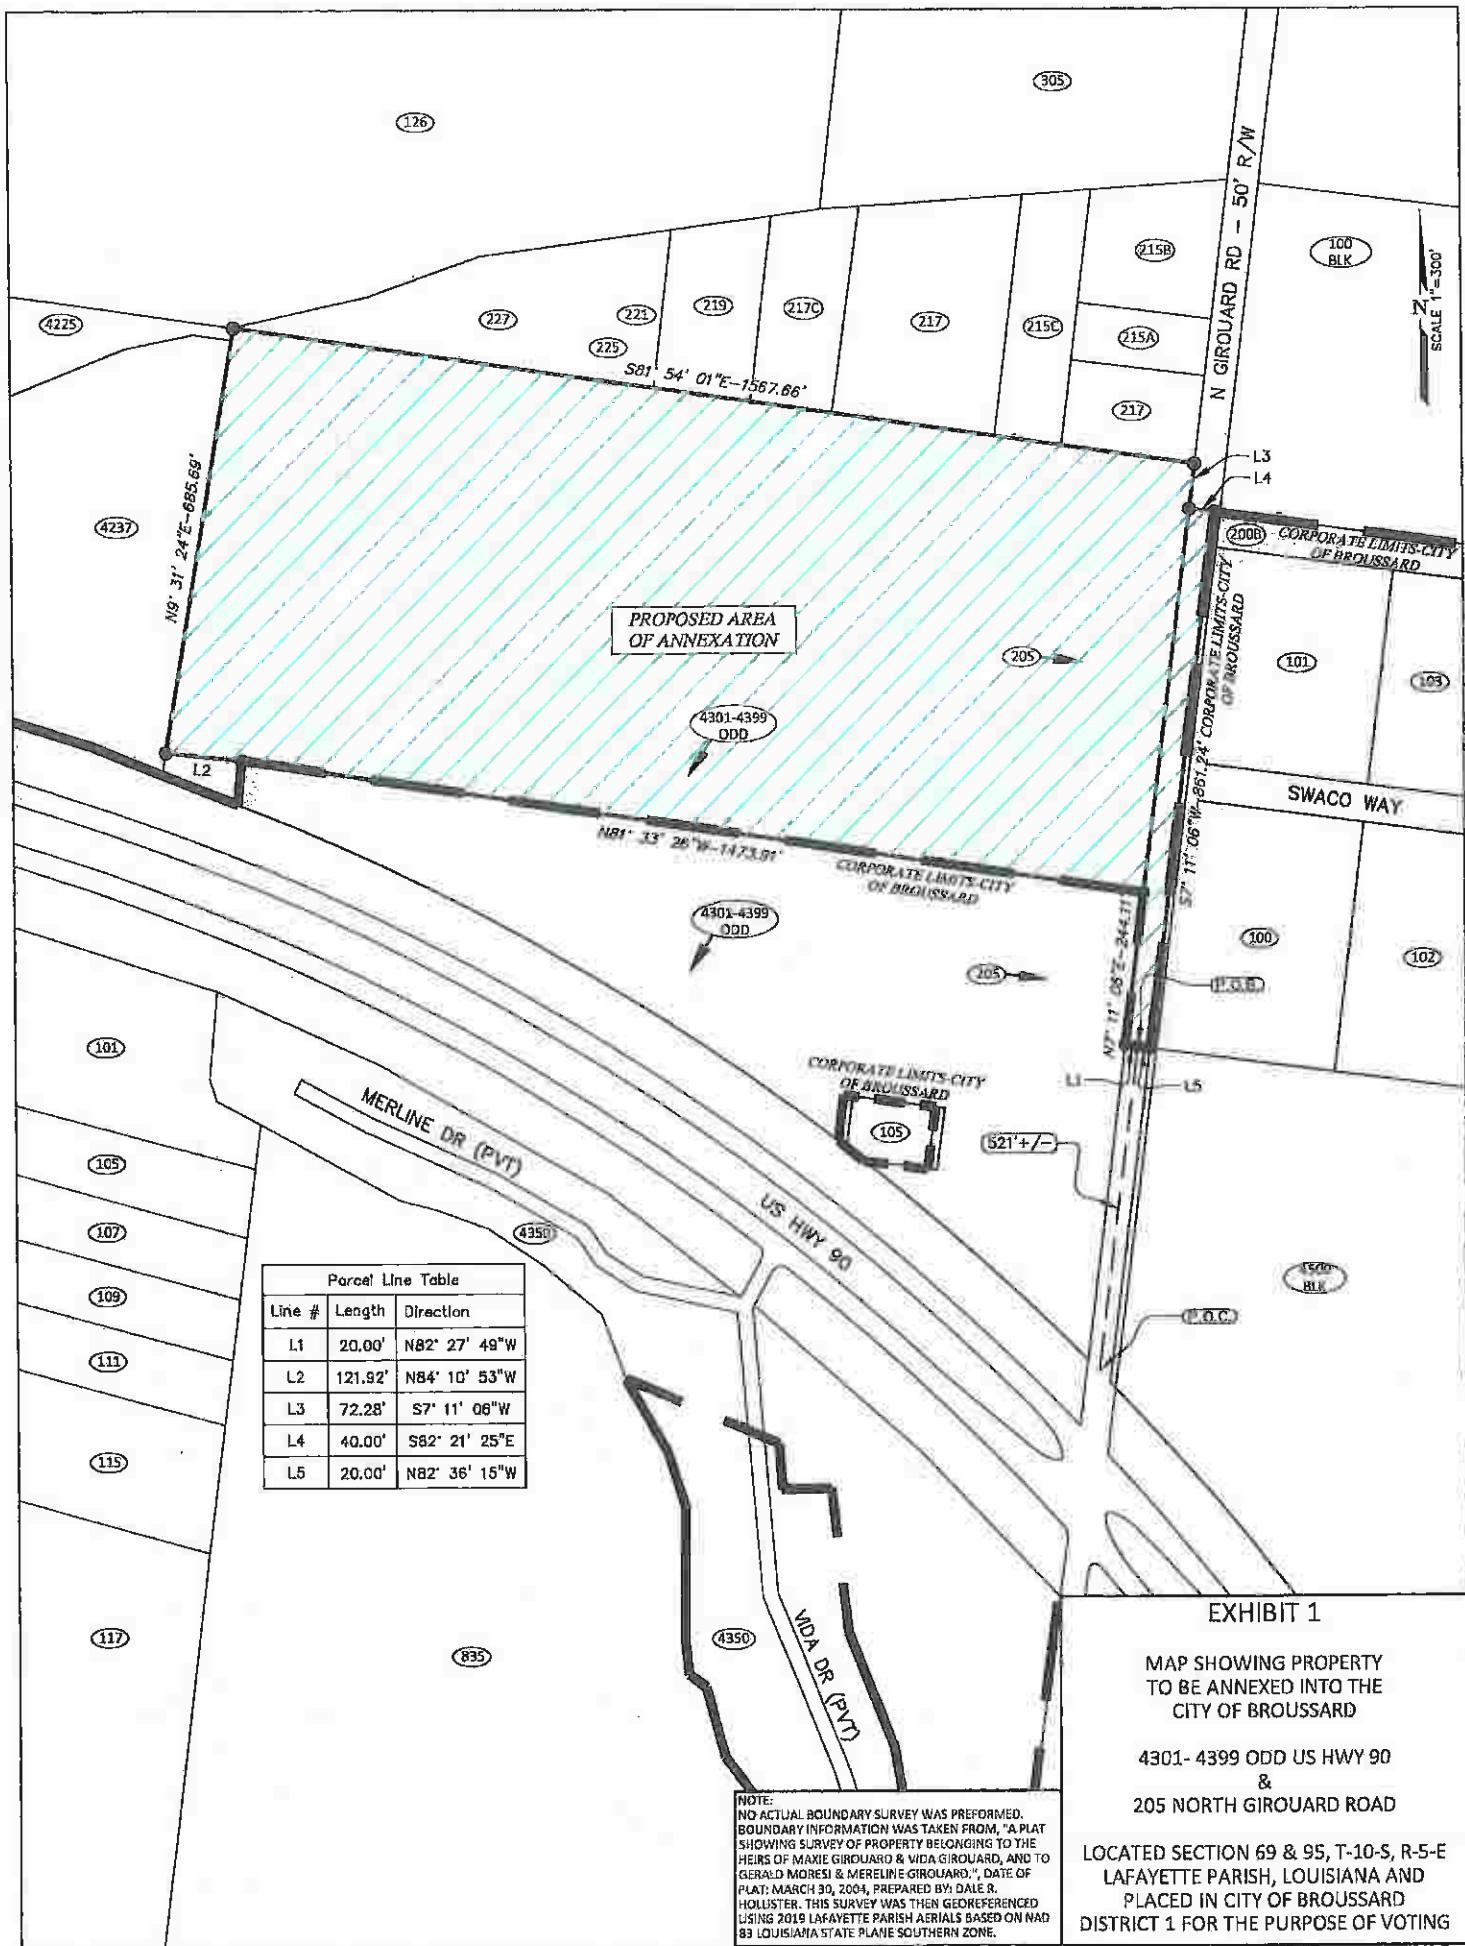 305
126
N GIROUARD RD - 50' R/W
215B
100
BLK
N
SCALE 1"=300'
4225
227
221
219
217C
217
215C
215A
225
S81° 54' 01"E-1567.66'
217
L3
L4
N9° 31' 24"E-685.69'
4237
200B
CORPORATE LIMITS-CITY
OF BROUSSARD
CORPORATE LIMITS-CITY
OF BROUSSARD
PROPOSED AREA
OF ANNEXATION
205
101
103
4301-4399
ODD
L2
SWACO WAY
S7° 11' 06"W-861.24'
N81° 33' 26"W-1473.91'
CORPORATE LIMITS-CITY
OF BROUSSARD
4301-4399
ODD
N7° 11' 06"E-244.11'
100
102
205
P.O.B.
101
CORPORATE LIMITS-CITY
OF BROUSSARD
L1
L5
MERLINE DR (PVT)
105
521'+/-
105
107
US HWY 90
4350
BLK
109
P.O.C.
111
Parcel Line Table
Line # Length Direction
L1 20.00' N82° 27' 49"W
L2 121.92' N84° 10' 53"W
L3 72.28' S7° 11' 06"W
L4 40.00' S82° 21' 25"E
L5 20.00' N82° 36' 15"W
115
117
835
4350
VIDA DR (PVT)
EXHIBIT 1
MAP SHOWING PROPERTY
TO BE ANNEXED INTO THE
CITY OF BROUSSARD
4301- 4399 ODD US HWY 90
&
205 NORTH GIROUARD ROAD
LOCATED SECTION 69 & 95, T-10-S, R-5-E
LAFAYETTE PARISH, LOUISIANA AND
PLACED IN CITY OF BROUSSARD
DISTRICT 1 FOR THE PURPOSE OF VOTING
NOTE:
NO ACTUAL BOUNDARY SURVEY WAS PREFORMED.
BOUNDARY INFORMATION WAS TAKEN FROM, "A PLAT
SHOWING SURVEY OF PROPERTY BELONGING TO THE
HEIRS OF MAXIE GIROUARD & VIDA GIROUARD, AND TO
GERALD MORESI & MERELINE GIROUARD.", DATE OF
PLAT: MARCH 30, 2004, PREPARED BY: DALE R.
HOLLISTER. THIS SURVEY WAS THEN GEOREFERENCED
USING 2019 LAFAYETTE PARISH AERIALS BASED ON NAD
83 LOUISIANA STATE PLANE SOUTHERN ZONE.